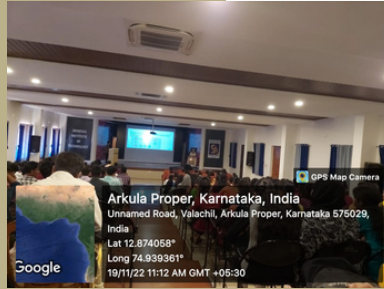 GPS Map Camera
Arkula Proper, Karnataka, India
Unnamed Road, Valachil, Arkula Proper, Karnataka 575029,
India
Lat 12.874058°
Long 74.939361°
19/11/22 11:12 AM GMT +05:30
Google